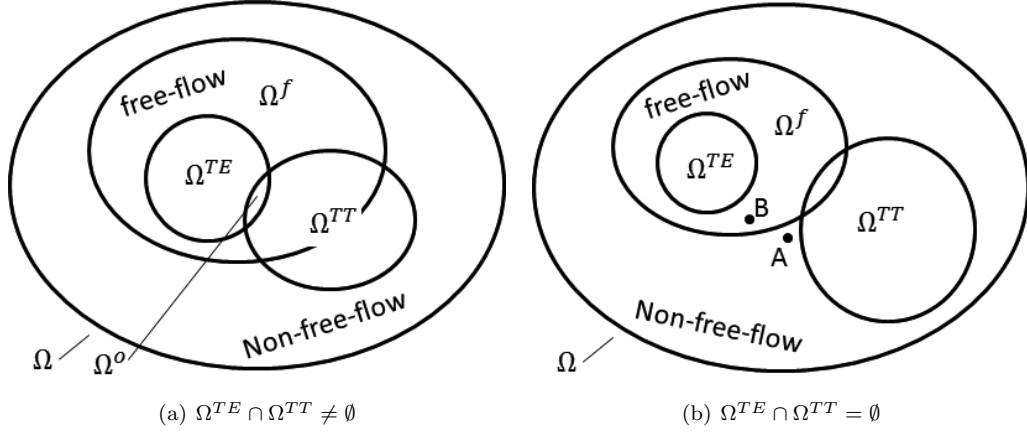 free-flow
Ω^f
Ω^{TE}
Ω^{TT}
Non-free-flow
Ω
Ω^o
(a) Ω^{TE} ∩ Ω^{TT} ≠ ∅
free-flow
Ω^f
Ω^{TE}
B
Ω^{TT}
A
Non-free-flow
Ω
(b) Ω^{TE} ∩ Ω^{TT} = ∅